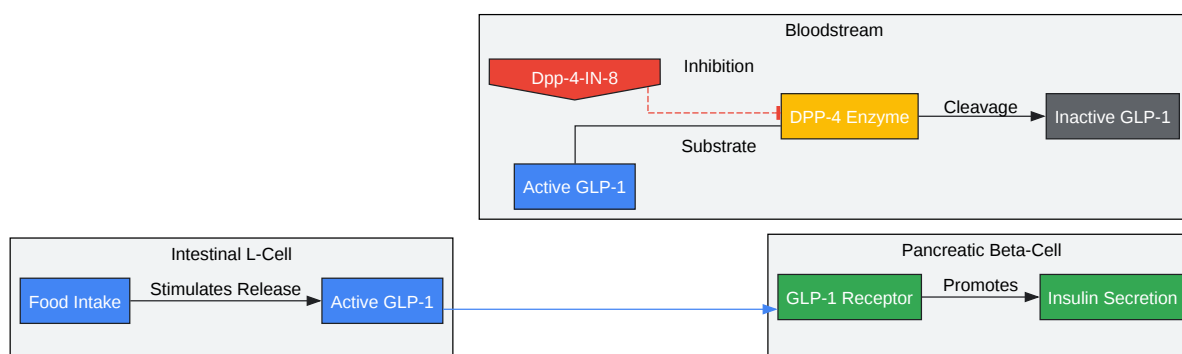 Bloodstream
Dpp-4-IN-8
Inhibition
DPP-4 Enzyme
Cleavage
Inactive GLP-1
Substrate
Active GLP-1
Intestinal L-Cell
Food Intake
Stimulates Release
Active GLP-1
Pancreatic Beta-Cell
GLP-1 Receptor
Promotes
Insulin Secretion